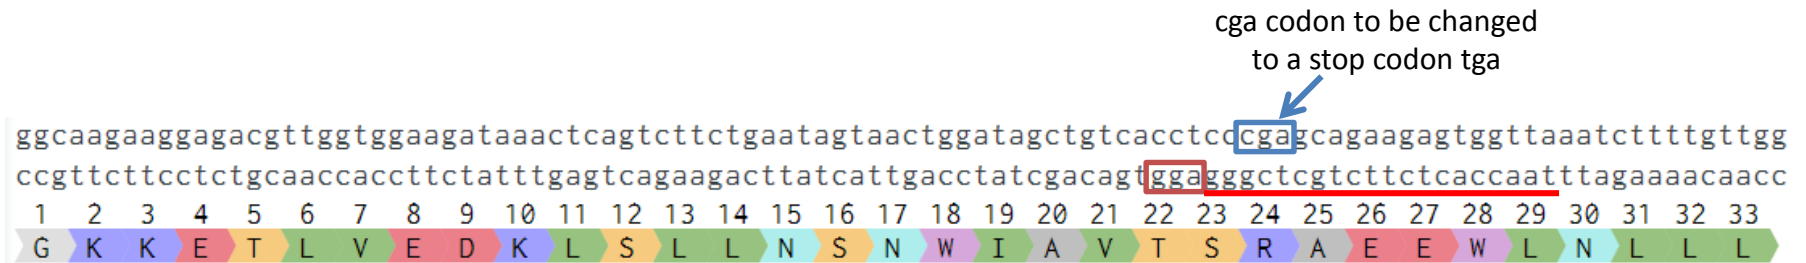 cga codon to be changed
to a stop codon tga
ggcaagaaggagacgttggtggaagataaactcagtcttctgaatagtaactggatagctgtcacctcccgagcagaagagtggttaaatcttttgttgg
ccgttcttcctctgcaaccaccttctatttgagtcagaagacttatcattgacctatcgacagtggagggctcgtcttctcaccaatttagaaaacaacc
1 2 3 4 5 6 7 8 9 10 11 12 13 14 15 16 17 18 19 20 21 22 23 24 25 26 27 28 29 30 31 32 33
G K K E T L V E D K L S L L N S N W I A V T S R A E E W L N L L L